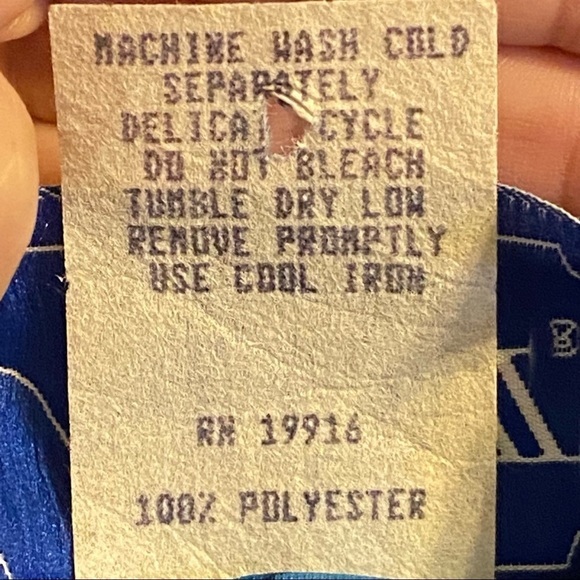 MACHINE WASH COLD
SEPARATELY
DELICATE CYCLE
DO NOT BLEACH
TUMBLE DRY LOW
REMOVE PROMPTLY
USE COOL IRON
RN 19916
100% POLYESTER